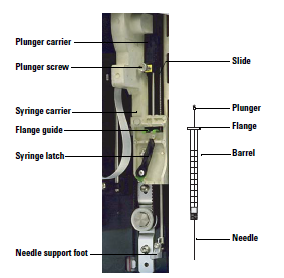 Plunger carrier
Plunger screw
Slide
Syringe carrier
Flange guide
Syringe latch
Plunger
Flange
Barrel
Needle
Needle support foot